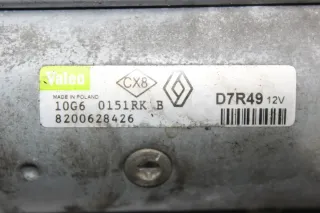 Valeo
CX8
MADE IN POLAND
10G6 0151RK B
8200628426
D7R49 12V